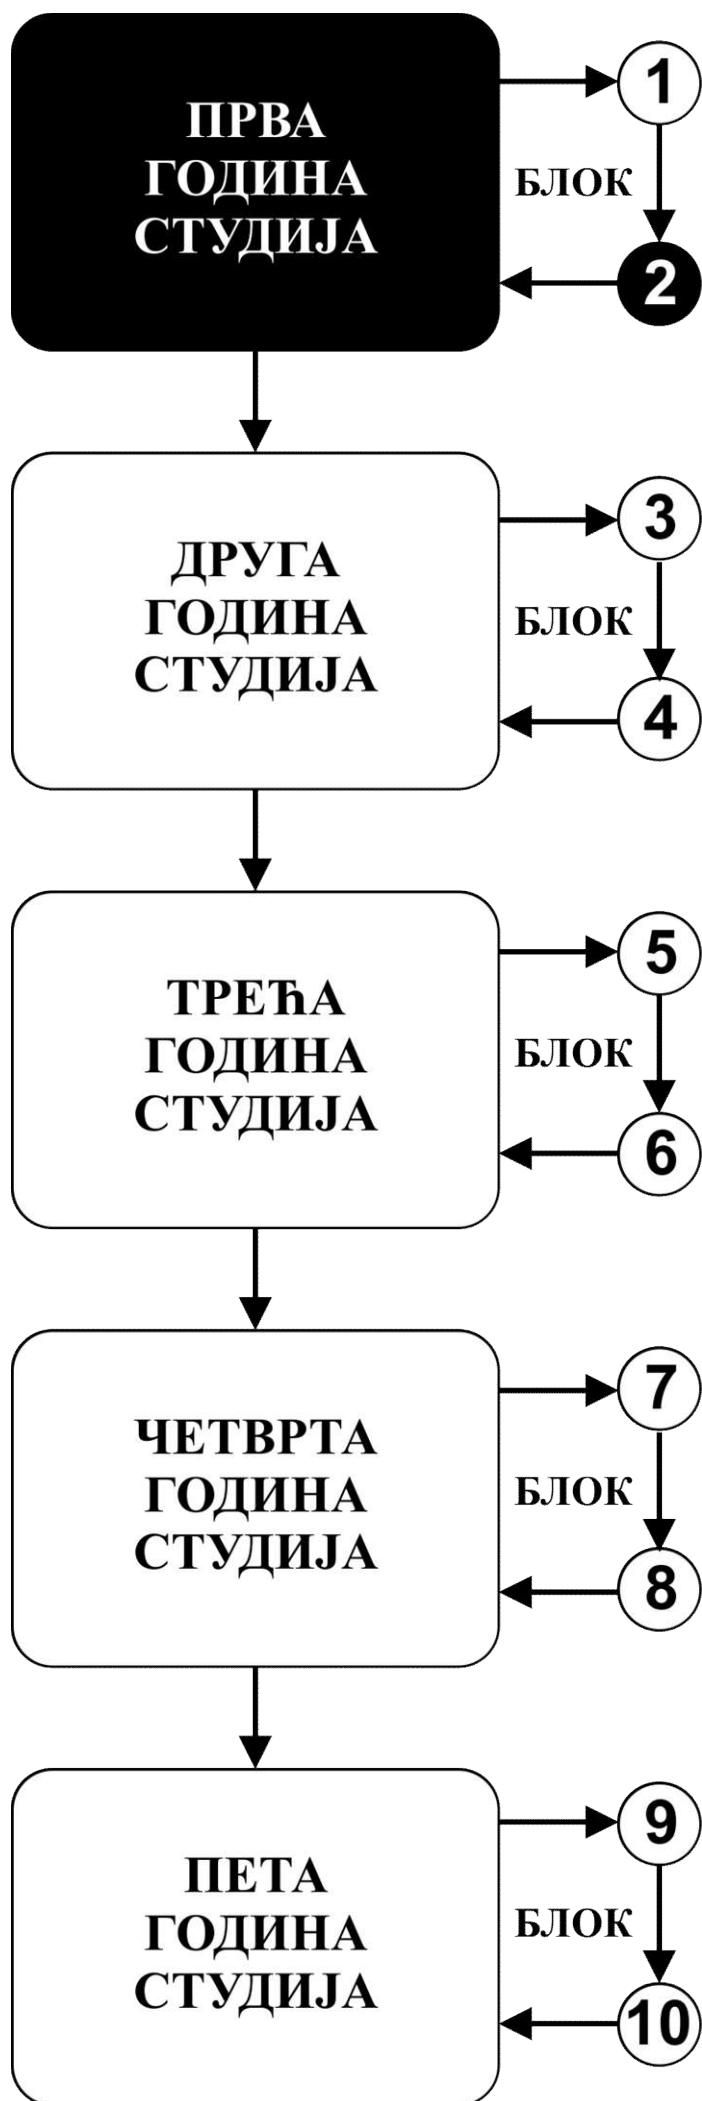 ПРВА
ГОДИНА
СТУДИЈА
1
БЛОК
2
ДРУГА
ГОДИНА
СТУДИЈА
3
БЛОК
4
ТРЕЋА
ГОДИНА
СТУДИЈА
5
БЛОК
6
ЧЕТВРТА
ГОДИНА
СТУДИЈА
7
БЛОК
8
ПЕТА
ГОДИНА
СТУДИЈА
9
БЛОК
10